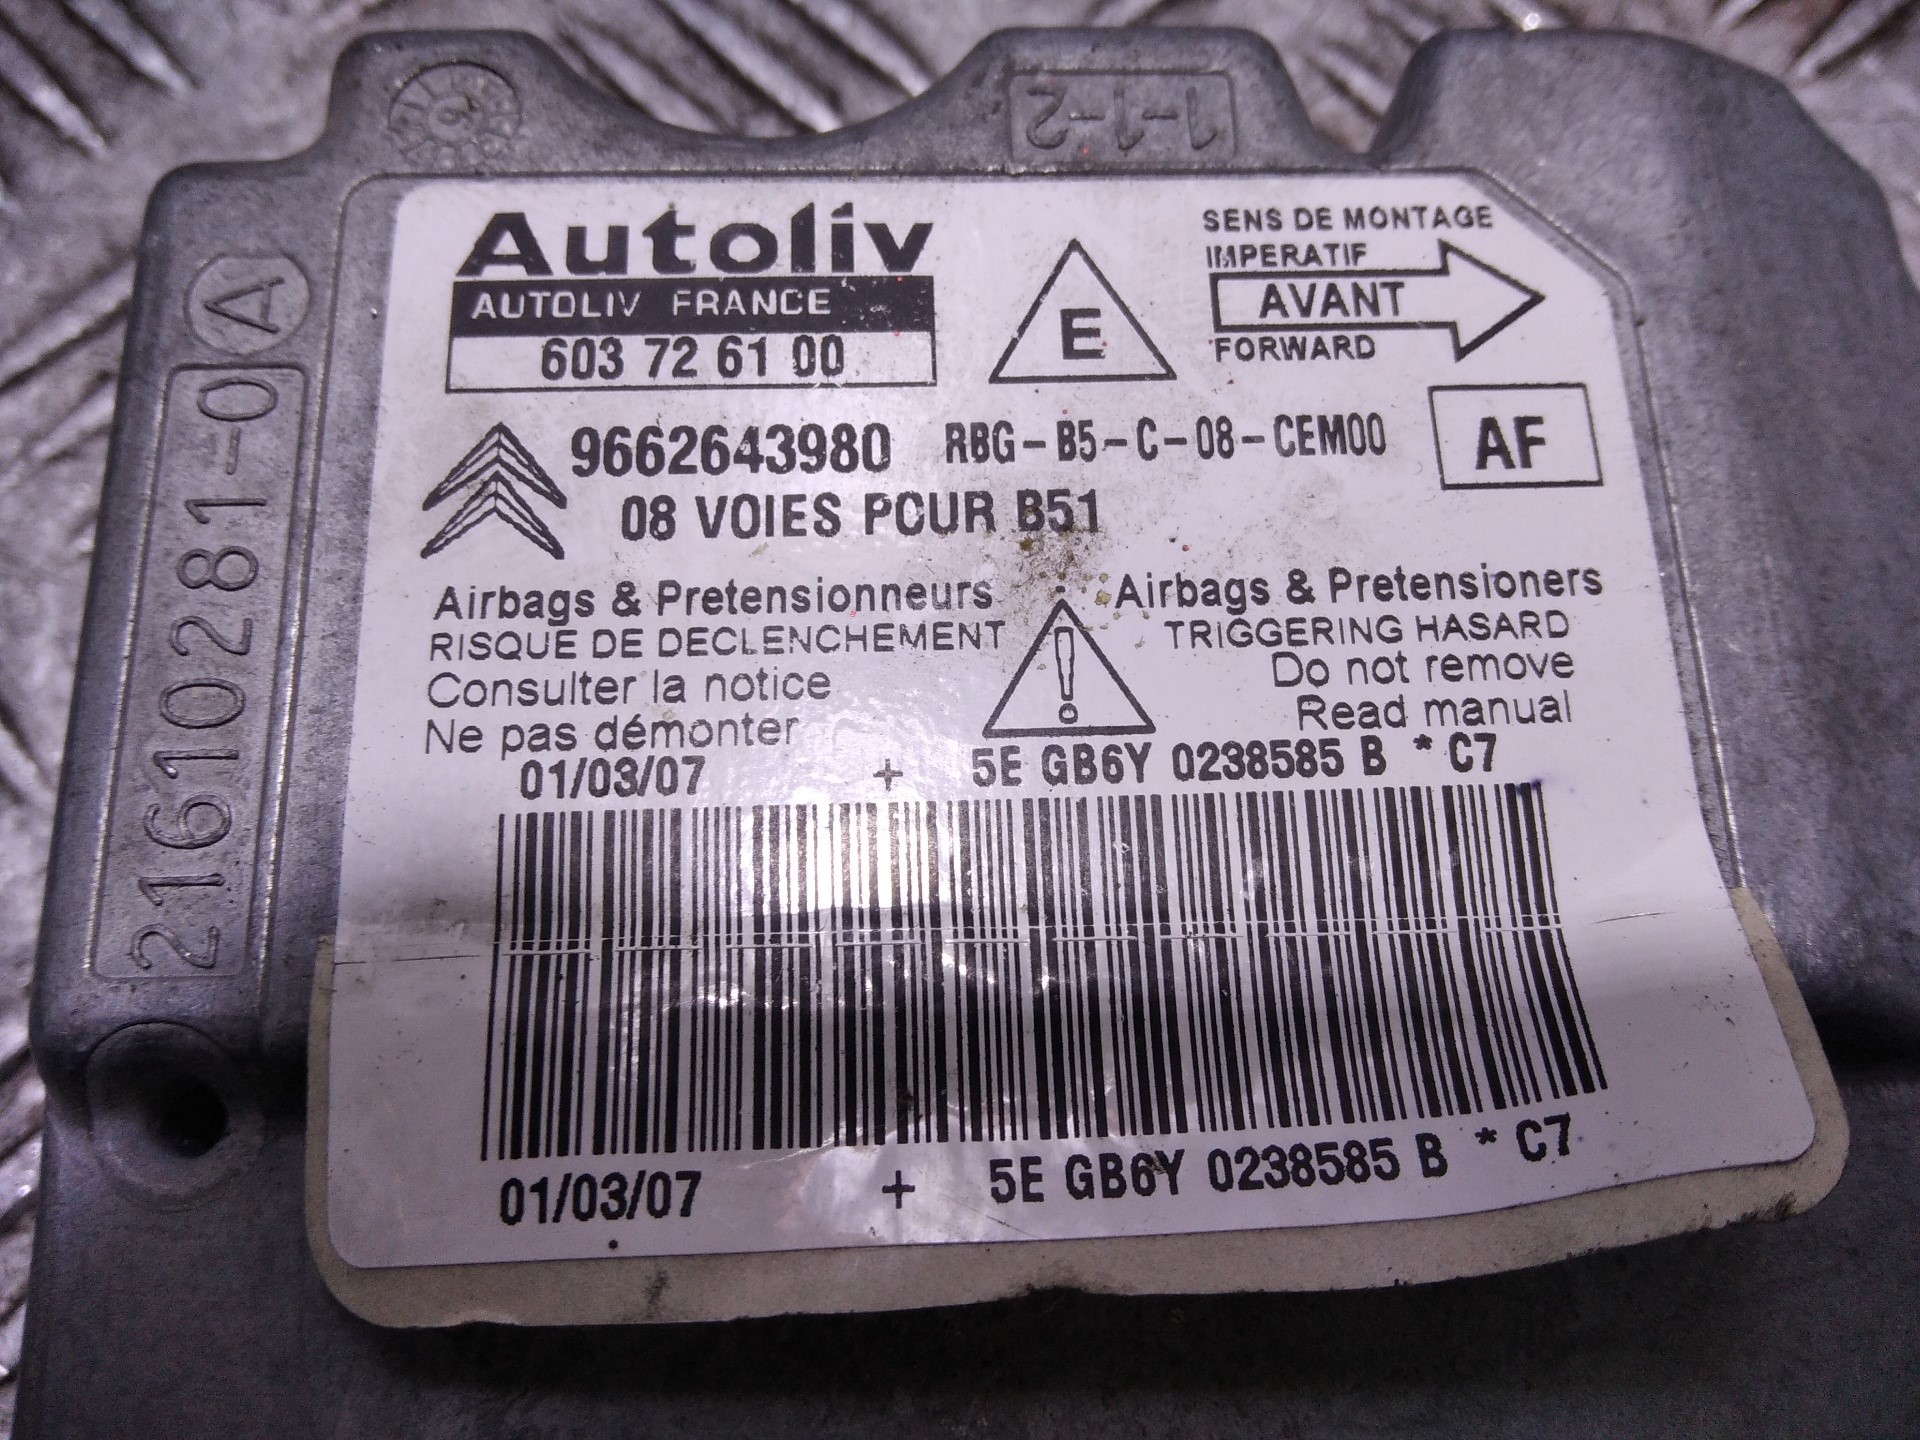 1-1-2
A
21610281-0
Autoliv
AUTOLIV FRANCE
603 72 61 00
E
SENS DE MONTAGE
IMPERATIF
AVANT
FORWARD
9662643980 RBG-B5-C-08-CEM00
AF
08 VOIES POUR B51
Airbags & Pretensionneurs
RISQUE DE DECLENCHEMENT
Consulter la notice
Ne pas démonter
!
Airbags & Pretensioners
TRIGGERING HASARD
Do not remove
Read manual
01/03/07 + 5E GB6Y 0238585 B * C7
01/03/07 + 5E GB6Y 0238585 B * C7